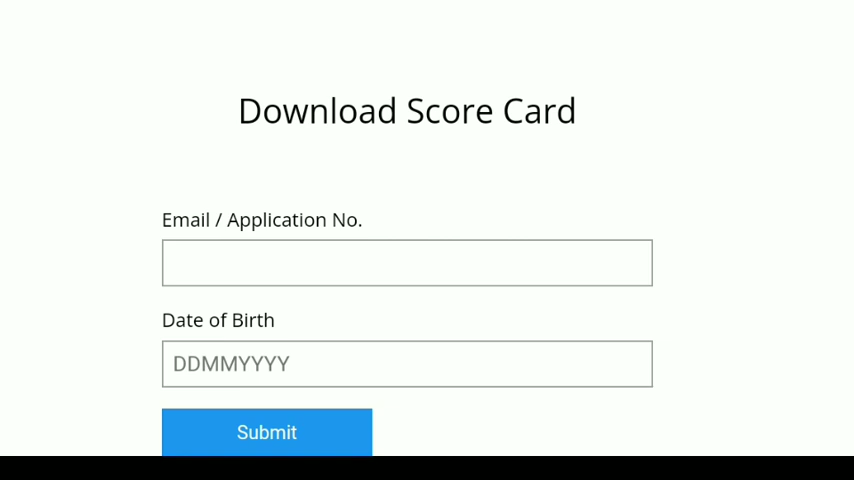 Download Score Card
Email / Application No.
Date of Birth
DDMMYYYY
Submit